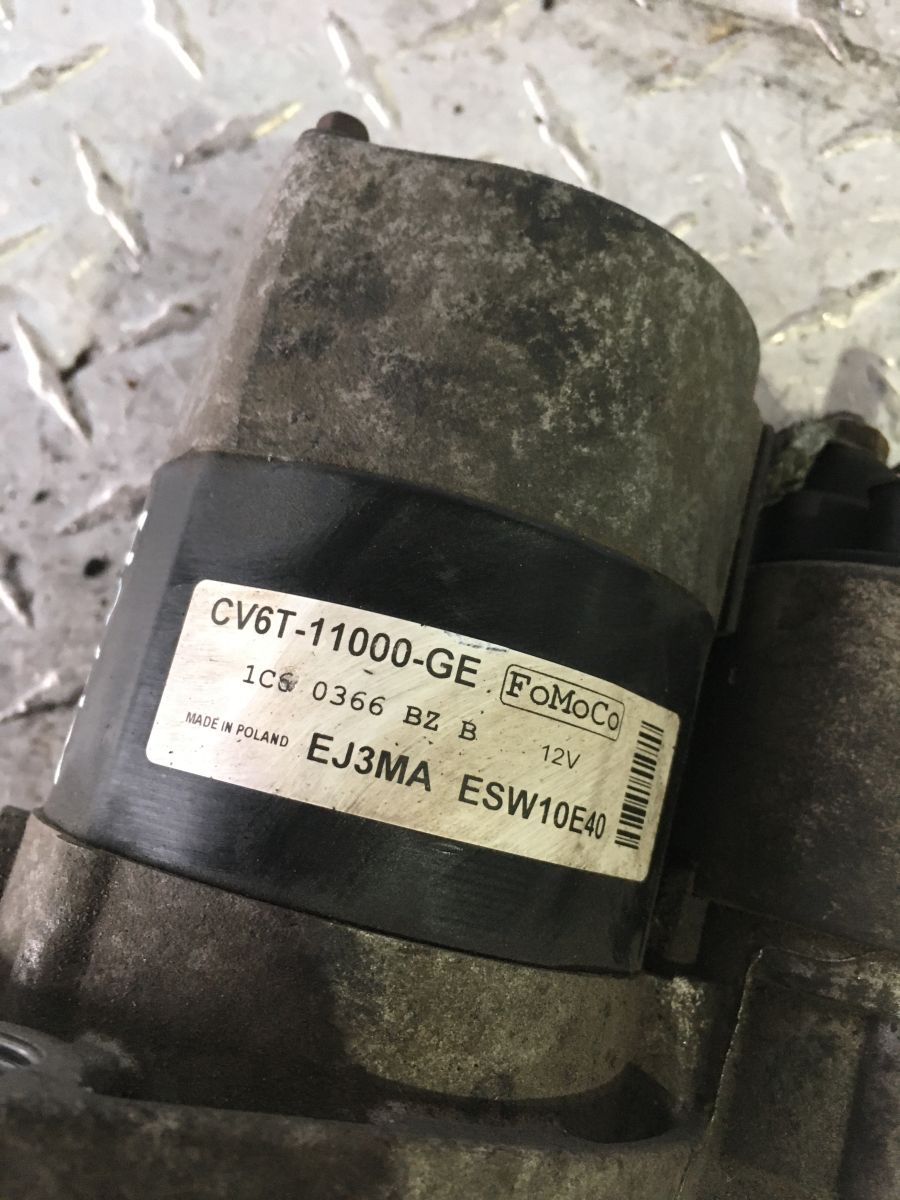 CV6T-11000-GE
FoMoCo
1C6 0366 BZ B
12V
MADE IN POLAND EJ3MA ESW10E40